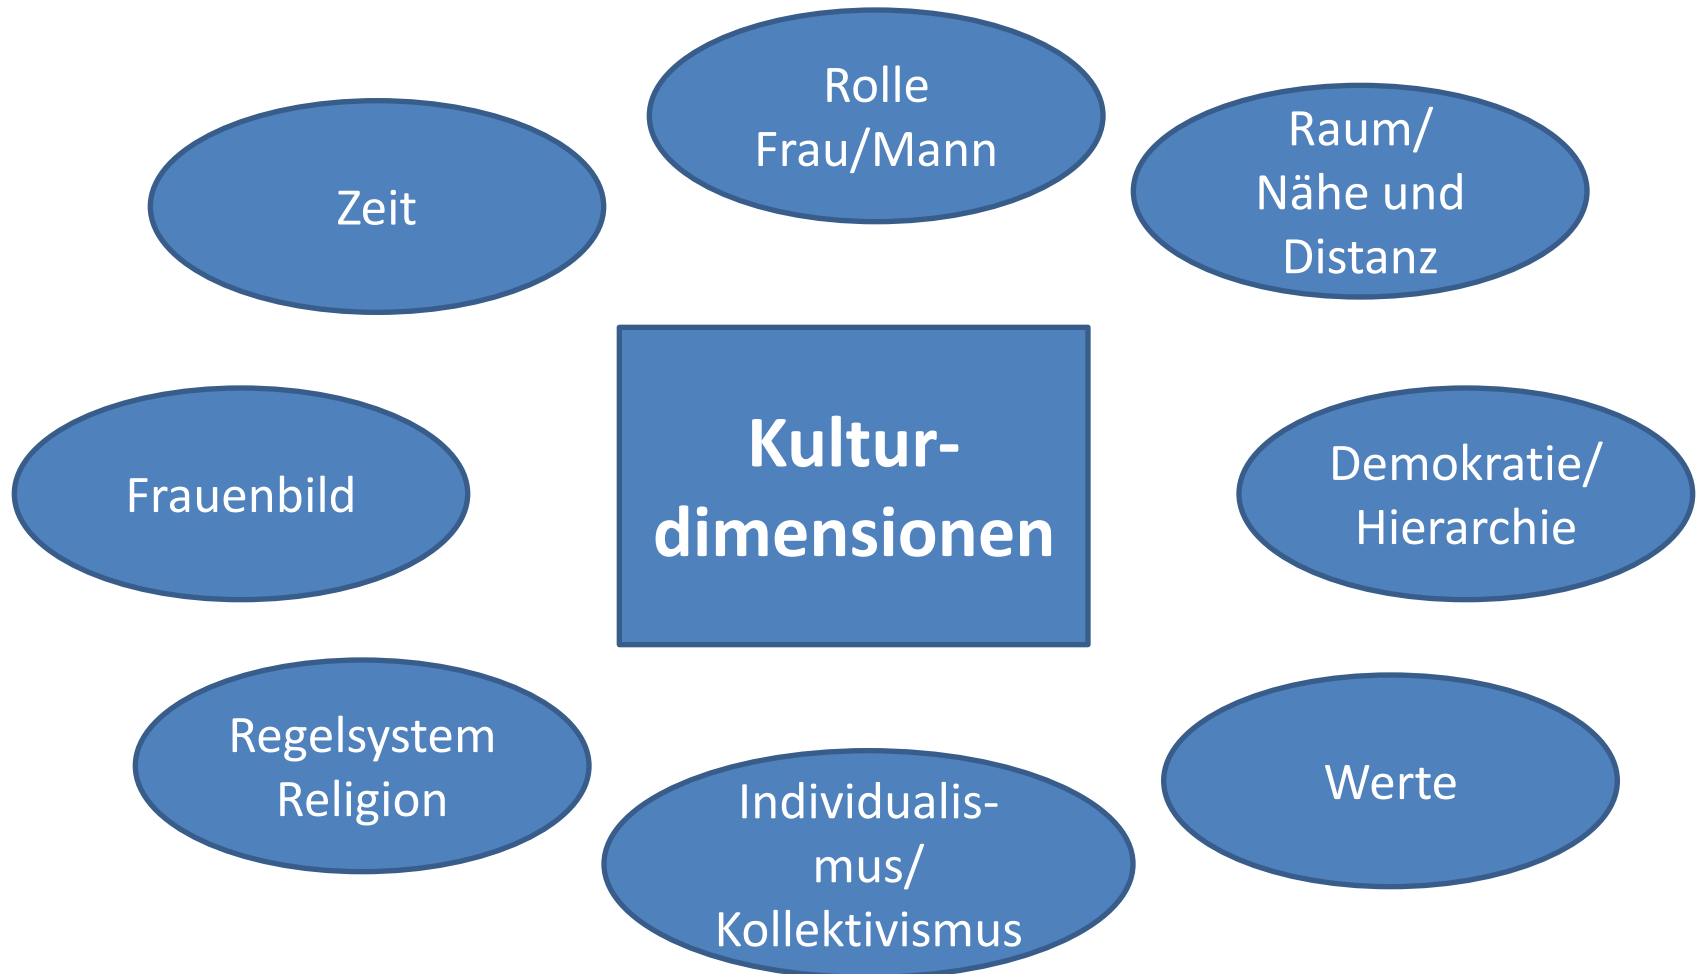 Rolle
Frau/Mann
Raum/
Nähe und
Distanz
Zeit
Kultur-
dimensionen
Demokratie/
Hierarchie
Frauenbild
Regelsystem
Religion
Werte
Individualis-
mus/
Kollektivismus